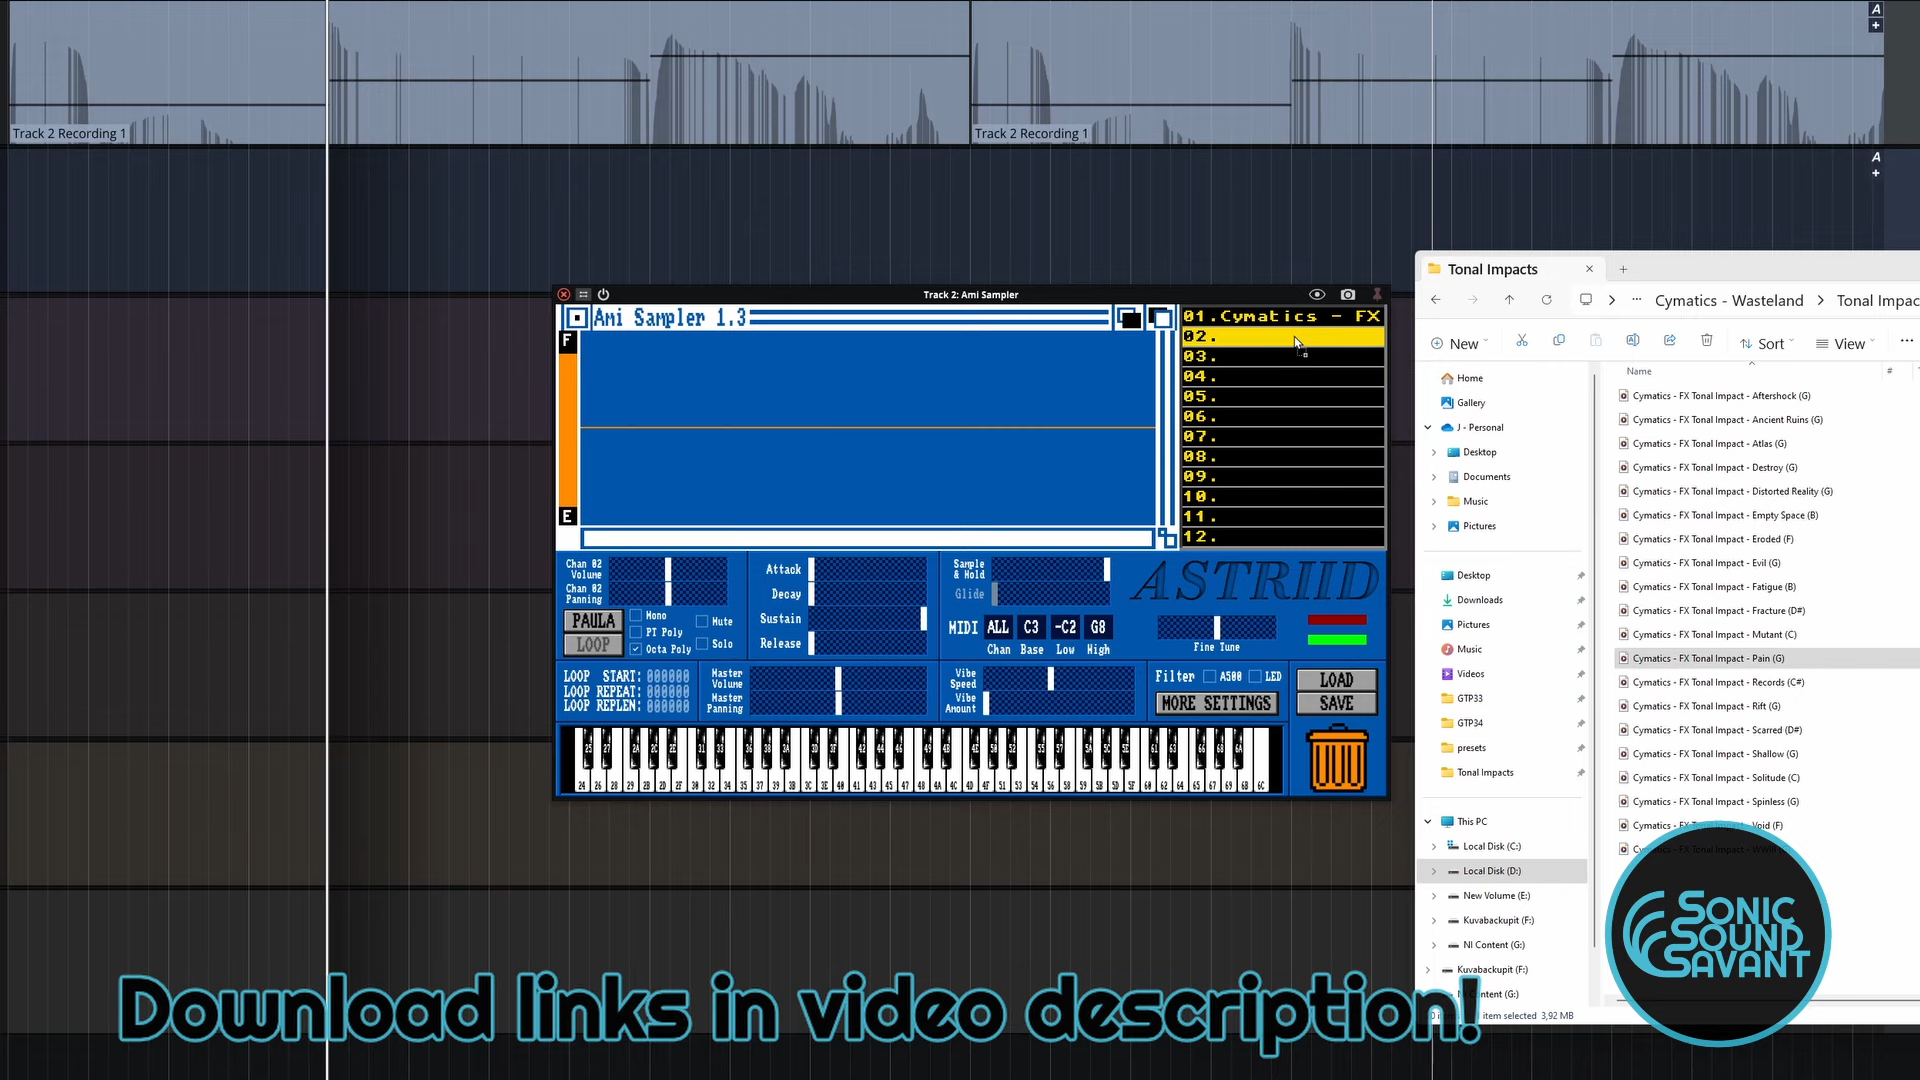 A
+
Track 2 Recording 1
Track 2 Recording 1
A
+
Track 2: Ami Sampler
Ami Sampler 1.3
F
E
01.Cymatics - FX
02.
03.
04.
05.
06.
07.
08.
09.
10.
11.
12.
Chan 02 Volume
Chan 02 Panning
PAULA
LOOP
Mono
PT Poly
Octa Poly
Mute
Solo
Attack
Decay
Sustain
Release
Sample & Hold
Glide
MIDI ALL C3 -C2 G8
Chan Base Low High
ASTRIID
Fine Tune
LOOP START: 000000
LOOP REPEAT: 000000
LOOP REPLEN: 000000
Master Volume
Master Panning
Vibe Speed
Vibe Amount
Filter A500 LED
MORE SETTINGS
LOAD
SAVE
Tonal Impacts
Cymatics - Wasteland > Tonal Impac
New
Sort
View
Name
#
Home
Gallery
J - Personal
Desktop
Documents
Music
Pictures
Desktop
Downloads
Pictures
Music
Videos
GTP33
GTP34
presets
Tonal Impacts
This PC
Local Disk (C:)
Local Disk (D:)
New Volume (E:)
Kuvabackupit (F:)
NI Content (G:)
Kuvabackupit (F:)
NI Content (G:)
Cymatics - FX Tonal Impact - Aftershock (G)
Cymatics - FX Tonal Impact - Ancient Ruins (G)
Cymatics - FX Tonal Impact - Atlas (G)
Cymatics - FX Tonal Impact - Destroy (G)
Cymatics - FX Tonal Impact - Distorted Reality (G)
Cymatics - FX Tonal Impact - Empty Space (B)
Cymatics - FX Tonal Impact - Eroded (F)
Cymatics - FX Tonal Impact - Evil (G)
Cymatics - FX Tonal Impact - Fatigue (B)
Cymatics - FX Tonal Impact - Fracture (D#)
Cymatics - FX Tonal Impact - Mutant (C)
Cymatics - FX Tonal Impact - Pain (G)
Cymatics - FX Tonal Impact - Records (C#)
Cymatics - FX Tonal Impact - Rift (G)
Cymatics - FX Tonal Impact - Scarred (D#)
Cymatics - FX Tonal Impact - Shallow (G)
Cymatics - FX Tonal Impact - Solitude (C)
Cymatics - FX Tonal Impact - Spinless (G)
Cymatics - FX Tonal Impact - Void (F)
item selected 3,92 MB
SONIC
SOUND
SAVANT
Download links in video description!